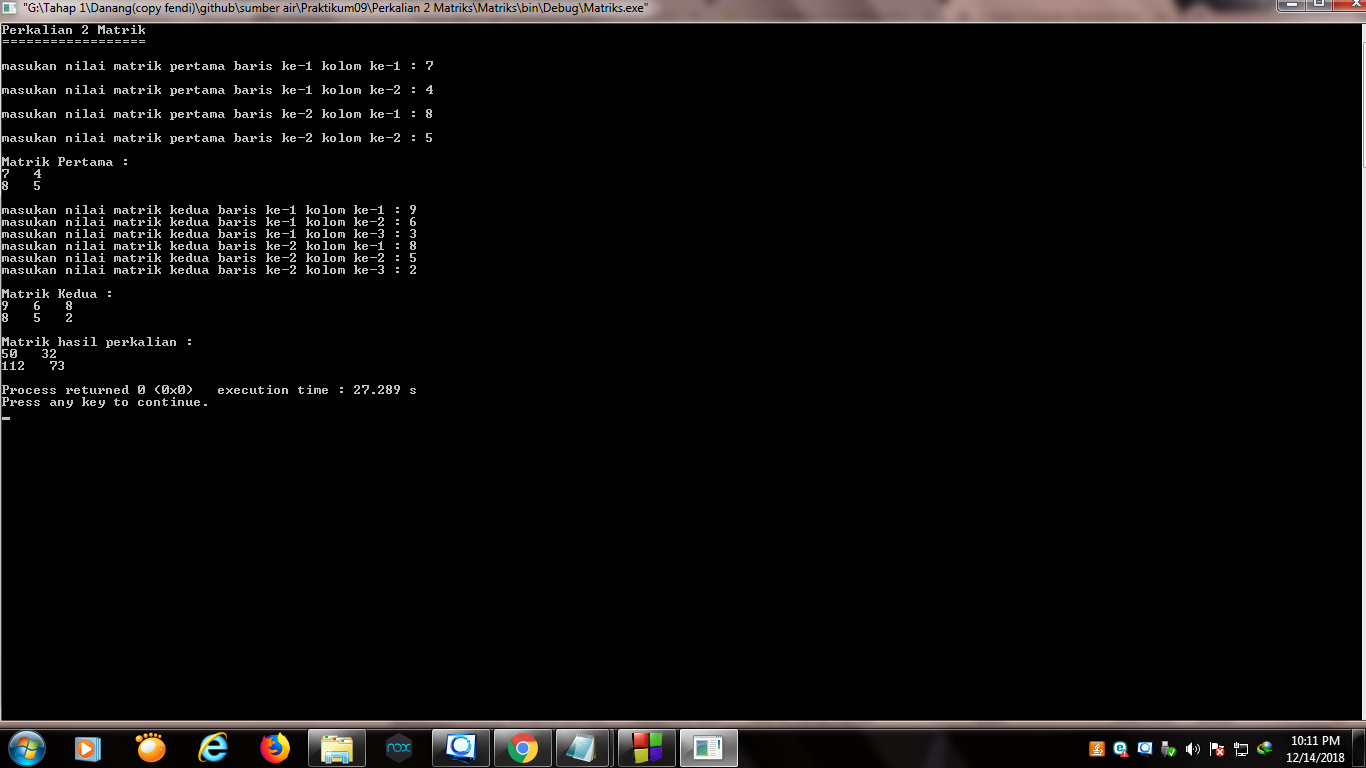 "G:\Tahap 1\Danang(copy fendi)\github\sumber air\Praktikum09\Perkalian 2 Matriks\Matriks\bin\Debug\Matriks.exe"
Perkalian 2 Matrik
==================
masukan nilai matrik pertama baris ke-1 kolom ke-1 : 7
masukan nilai matrik pertama baris ke-1 kolom ke-2 : 4
masukan nilai matrik pertama baris ke-2 kolom ke-1 : 8
masukan nilai matrik pertama baris ke-2 kolom ke-2 : 5
Matrik Pertama :
7   4
8   5
masukan nilai matrik kedua baris ke-1 kolom ke-1 : 9
masukan nilai matrik kedua baris ke-1 kolom ke-2 : 6
masukan nilai matrik kedua baris ke-1 kolom ke-3 : 3
masukan nilai matrik kedua baris ke-2 kolom ke-1 : 8
masukan nilai matrik kedua baris ke-2 kolom ke-2 : 5
masukan nilai matrik kedua baris ke-2 kolom ke-3 : 2
Matrik Kedua :
9   6   8
8   5   2
Matrik hasil perkalian :
50   32
112   73
Process returned 0 (0x0)   execution time : 27.289 s
Press any key to continue.
nox
10:11 PM
12/14/2018